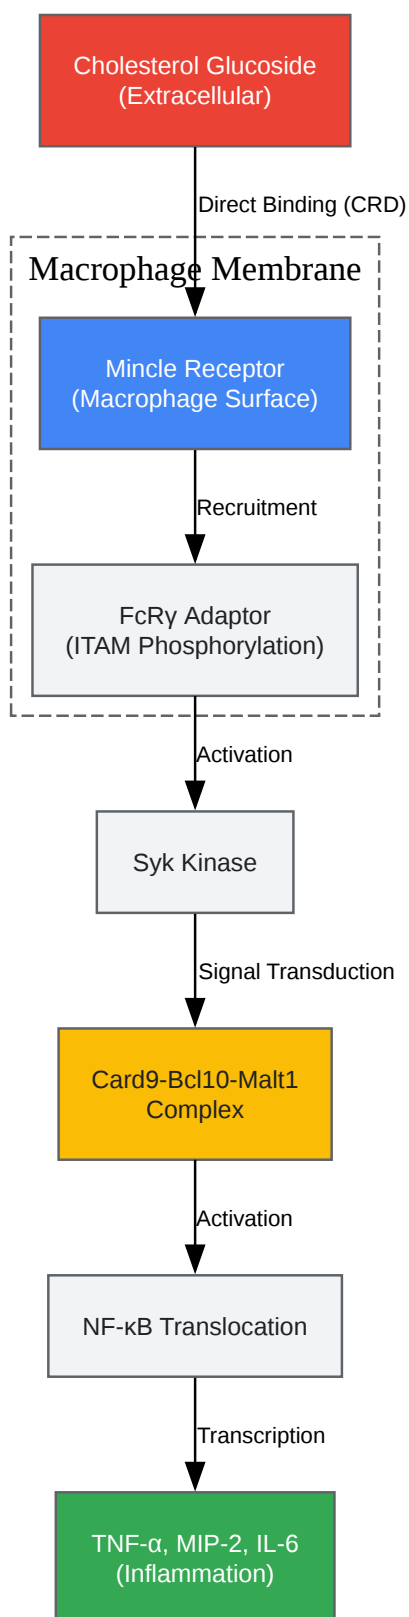 Cholesterol Glucoside
(Extracellular)
Direct Binding (CRD)
Macrophage Membrane
Mincle Receptor
(Macrophage Surface)
Recruitment
FcRγ Adaptor
(ITAM Phosphorylation)
Activation
Syk Kinase
Signal Transduction
Card9-Bcl10-Malt1
Complex
Activation
NF-κB Translocation
Transcription
TNF-α, MIP-2, IL-6
(Inflammation)